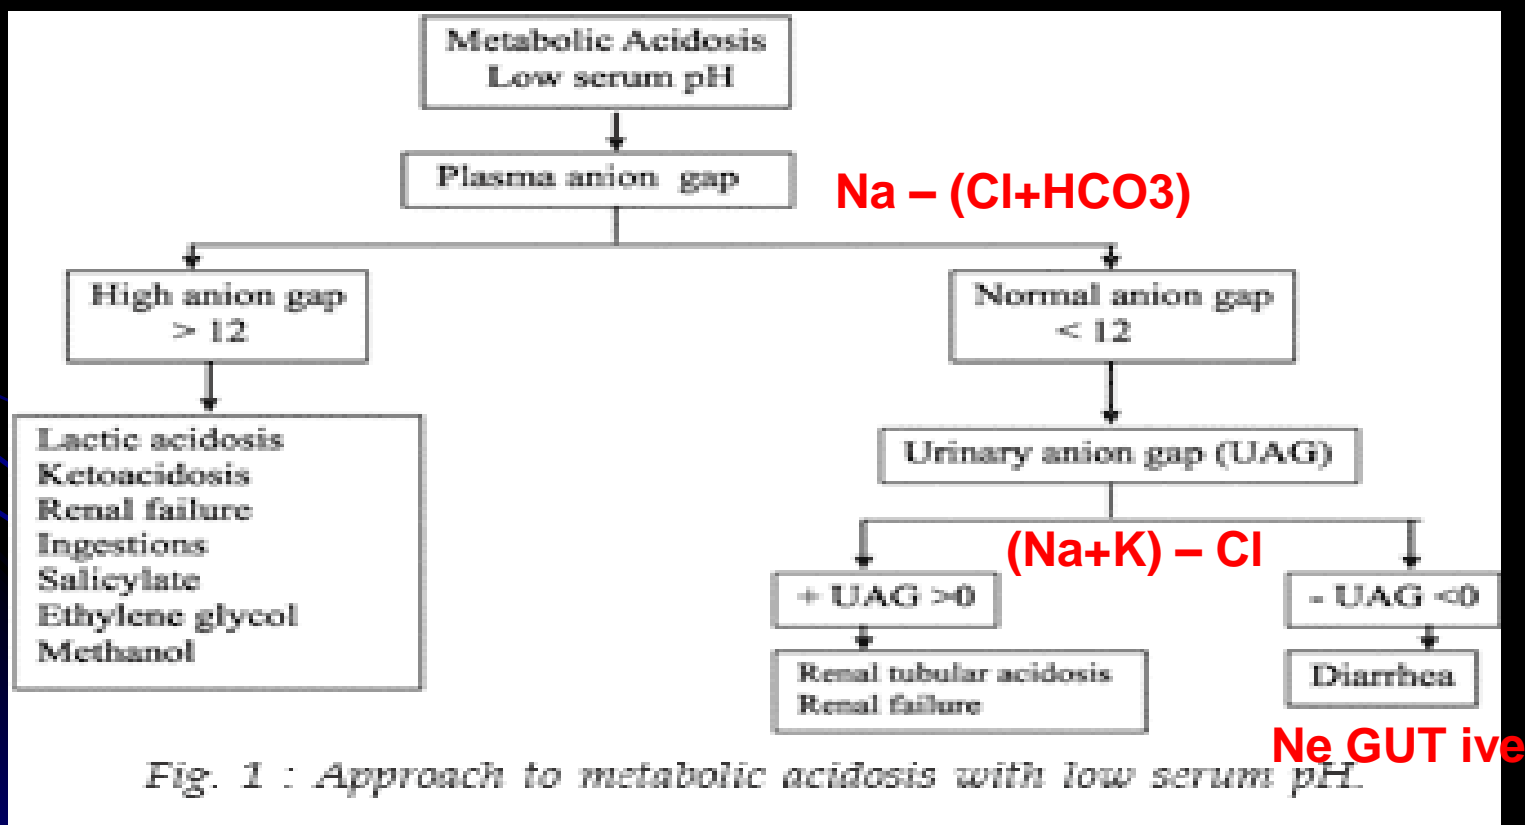 Metabolic Acidosis
Low serum pH
Plasma anion gap
Na – (Cl+HCO3)
High anion gap
> 12
Normal anion gap
< 12
Lactic acidosis
Ketoacidosis
Renal failure
Ingestions
Salicylate
Ethylene glycol
Methanol
Urinary anion gap (UAG)
(Na+K) – Cl
+ UAG >0
- UAG <0
Renal tubular acidosis
Renal failure
Diarrhea
Ne GUT ive
Fig. 1 : Approach to metabolic acidosis with low serum pH.